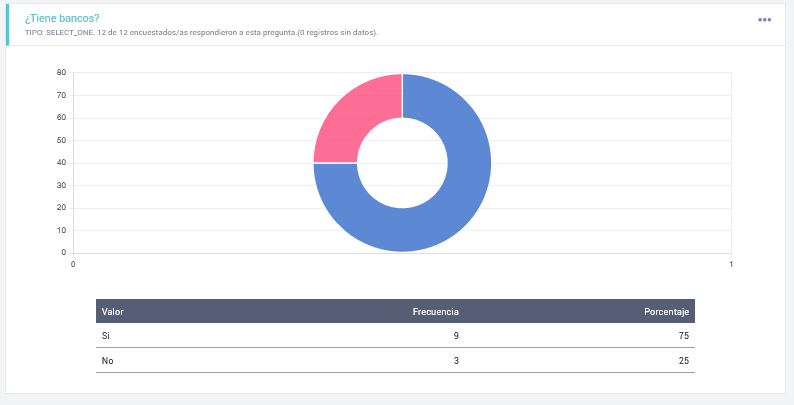 ¿Tiene bancos?
TIPO: SELECT_ONE. 12 de 12 encuestados/as respondieron a esta pregunta.(0 registros sin datos).
80
70
60
50
40
30
20
10
0
0 1
Valor Frecuencia Porcentaje
Si 9 75
No 3 25